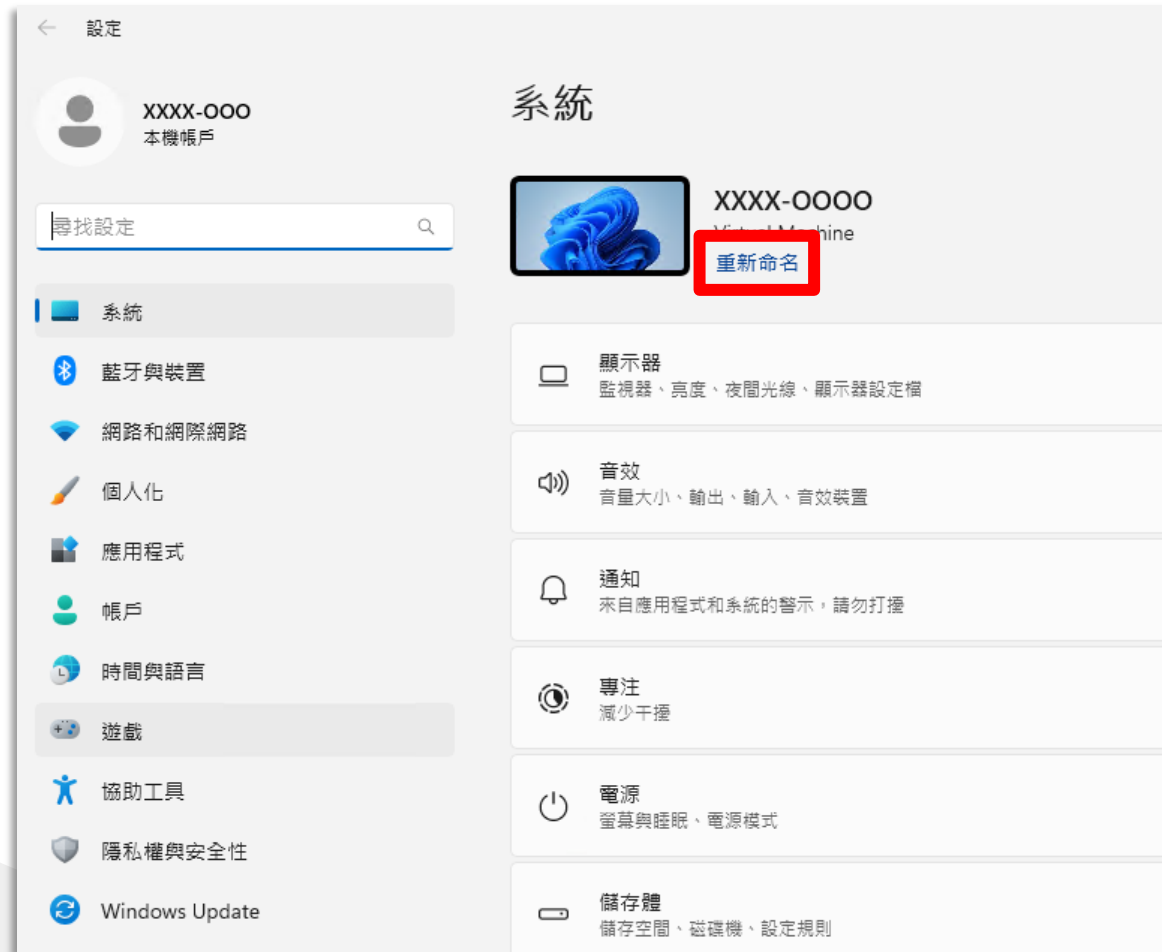 設定
XXXX-OOO
本機帳戶
尋找設定
系統
藍牙與裝置
網路和網際網路
個人化
應用程式
帳戶
時間與語言
遊戲
協助工具
隱私權與安全性
Windows Update
系統
XXXX-OOOO
Virtual Machine
重新命名
顯示器
監視器、亮度、夜間光線、顯示器設定檔
音效
音量大小、輸出、輸入、音效裝置
通知
來自應用程式和系統的警示，請勿打擾
專注
減少干擾
電源
螢幕與睡眠、電源模式
儲存體
儲存空間、磁碟機、設定規則